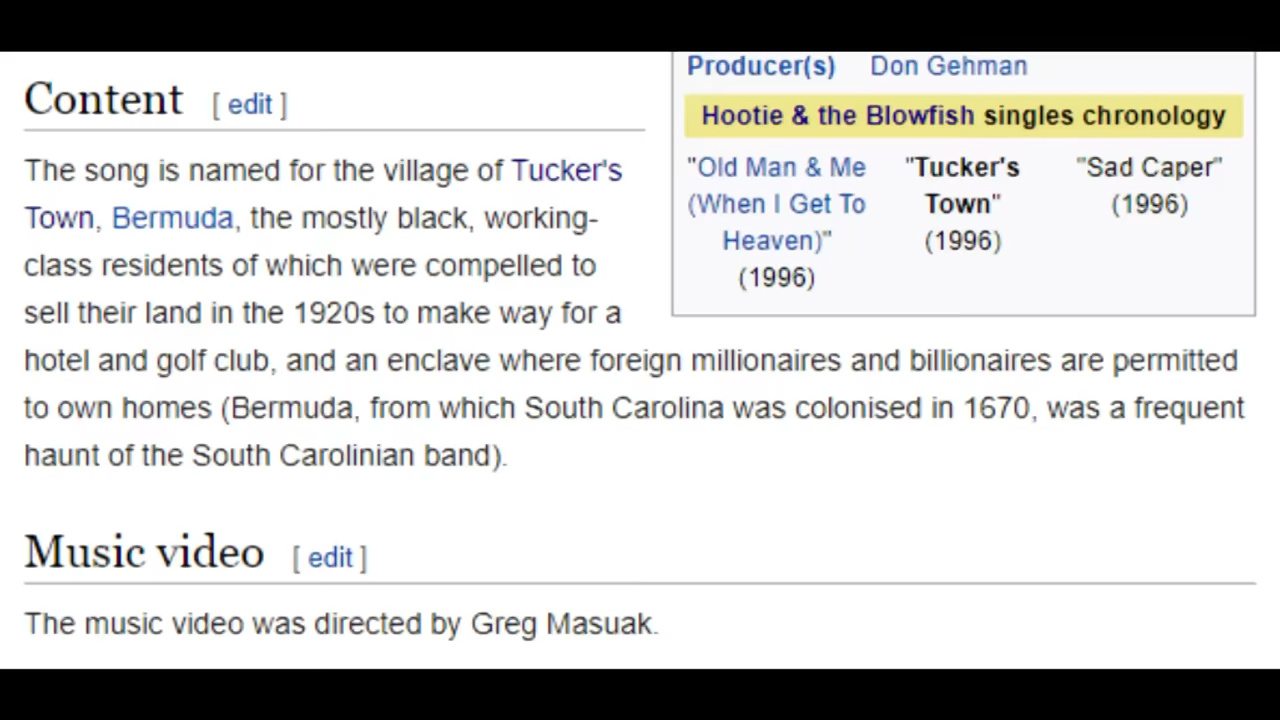 Content [ edit ]
The song is named for the village of Tucker's
Town, Bermuda, the mostly black, working-
class residents of which were compelled to
sell their land in the 1920s to make way for a
hotel and golf club, and an enclave where foreign millionaires and billionaires are permitted
to own homes (Bermuda, from which South Carolina was colonised in 1670, was a frequent
haunt of the South Carolinian band).
Producer(s) Don Gehman
Hootie & the Blowfish singles chronology
"Old Man & Me
(When I Get To
Heaven)"
(1996)
"Tucker's
Town"
(1996)
"Sad Caper"
(1996)
Music video [ edit ]
The music video was directed by Greg Masuak.